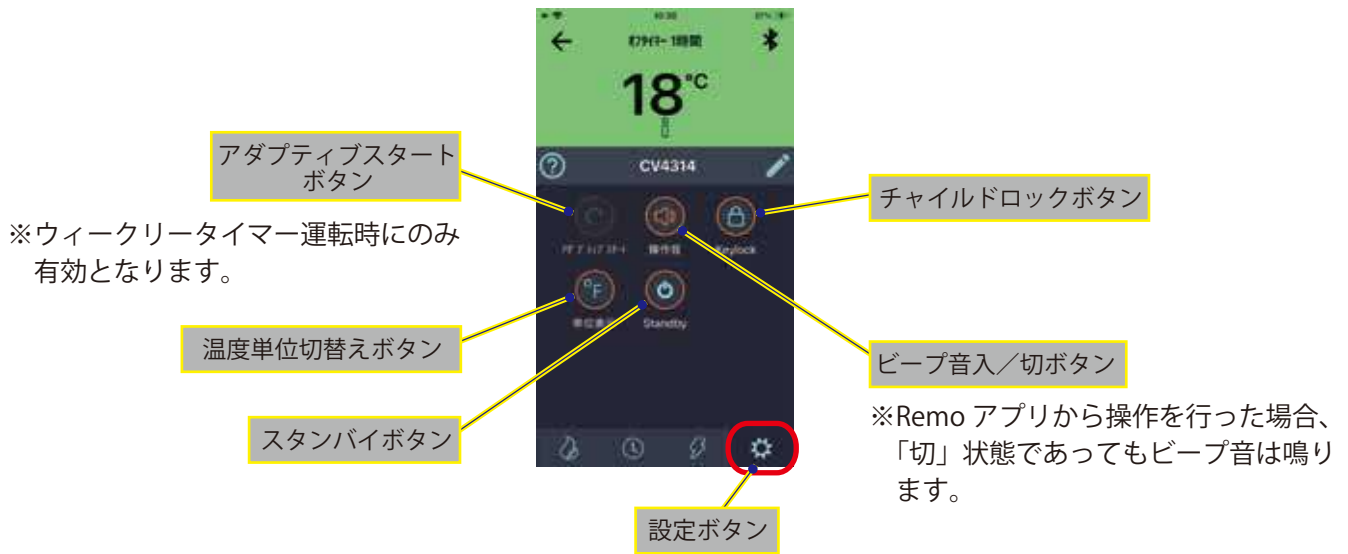 10:30
ｵﾌﾀｲﾏｰ 1時間
18°C
CV4314
アダプティブスタート
ボタン
※ウィークリータイマー運転時にのみ
有効となります。
チャイルドロックボタン
操作音
Keylock
°F
単位表示
Standby
温度単位切替えボタン
スタンバイボタン
ビープ音入／切ボタン
※Remo アプリから操作を行った場合、
「切」状態であってもビープ音は鳴り
ます。
設定ボタン